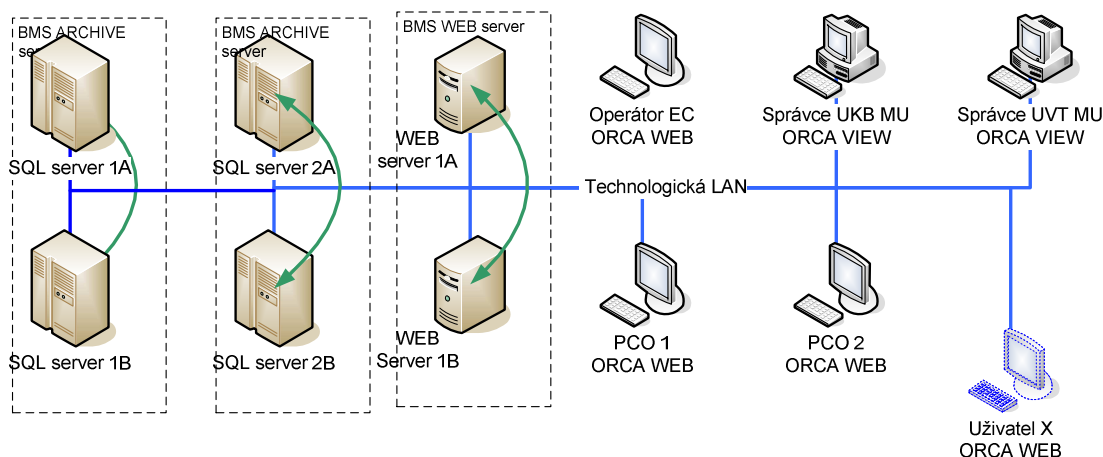 BMS ARCHIVE
server
BMS ARCHIVE
server
BMS WEB server
SQL server 1A
SQL server 2A
WEB
server 1A
Operátor EC
ORCA WEB
Správce UKB MU
ORCA VIEW
Správce UVT MU
ORCA VIEW
Technologická LAN
SQL server 1B
SQL server 2B
WEB
Server 1B
PCO 1
ORCA WEB
PCO 2
ORCA WEB
Uživatel X
ORCA WEB